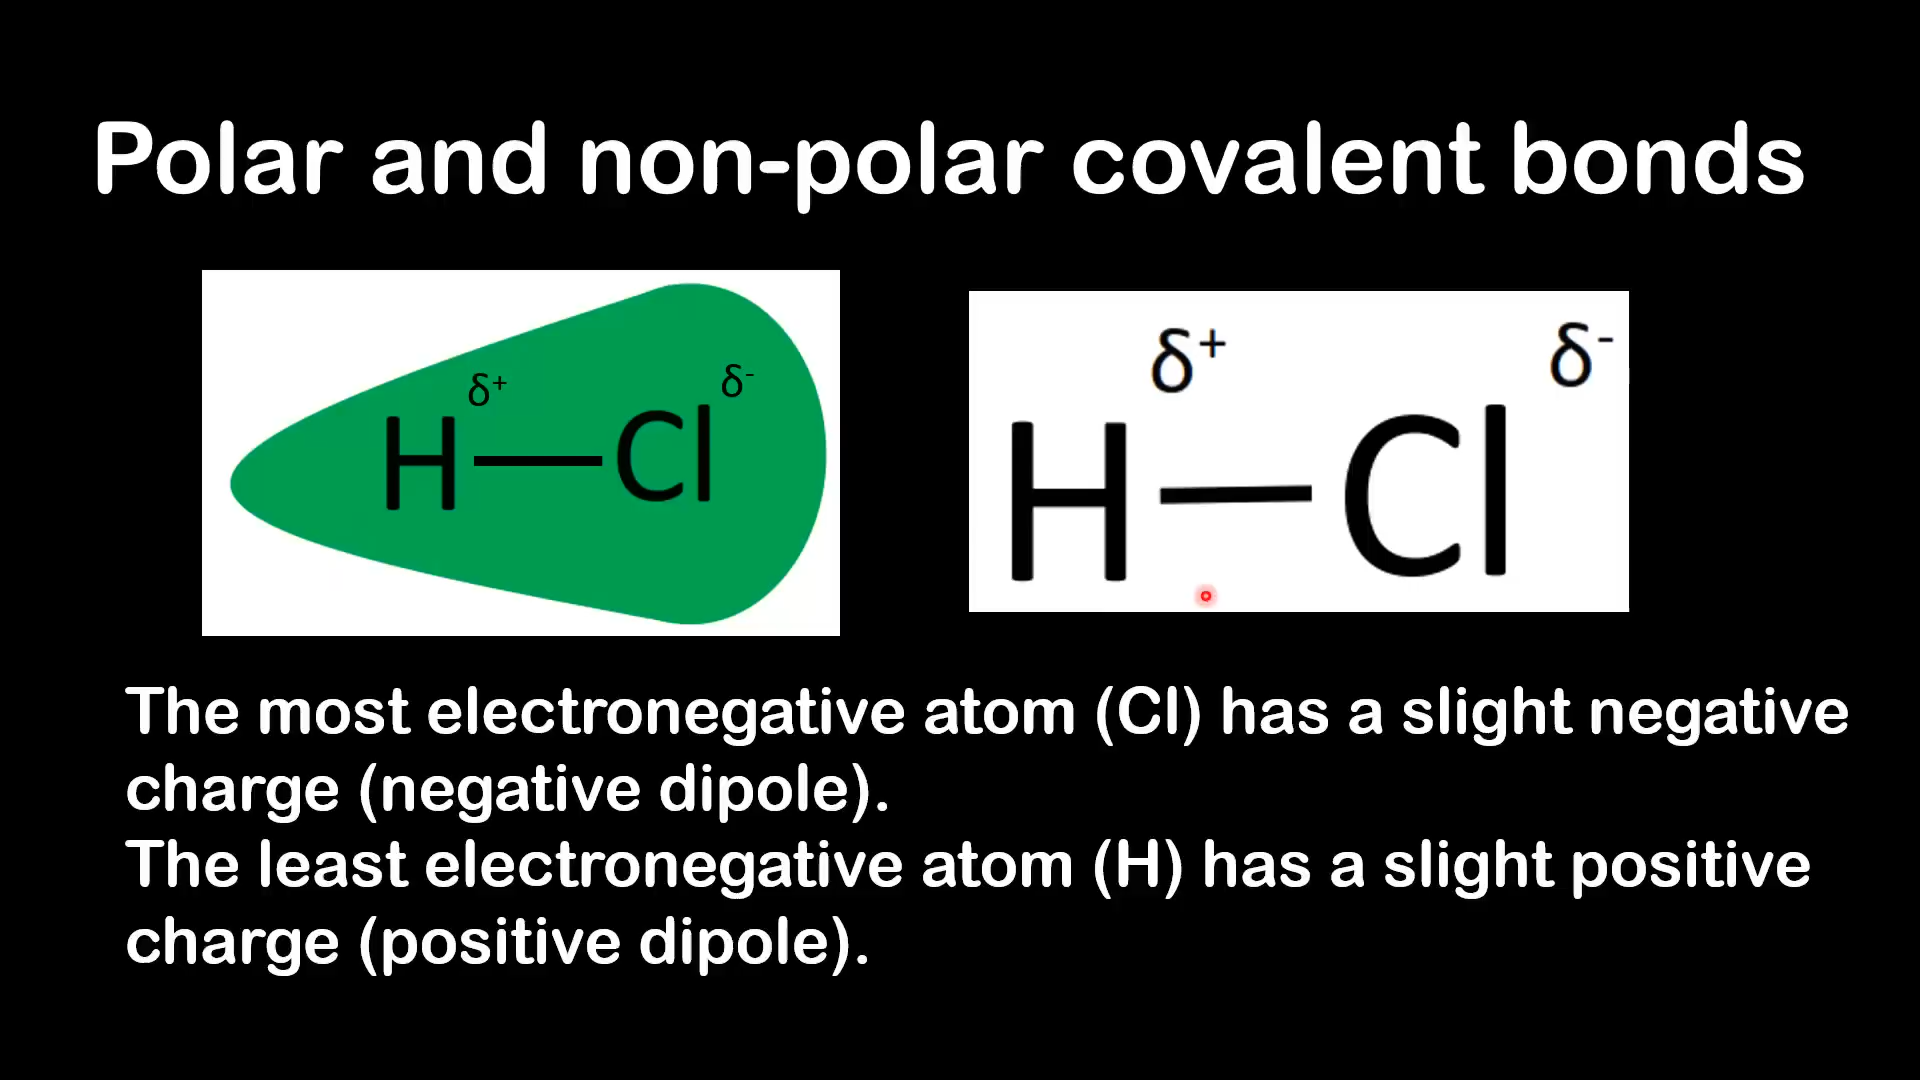 Polar and non-polar covalent bonds
δ⁺ δ⁻
H—Cl
δ⁺ δ⁻
H—Cl
The most electronegative atom (Cl) has a slight negative
charge (negative dipole).
The least electronegative atom (H) has a slight positive
charge (positive dipole).